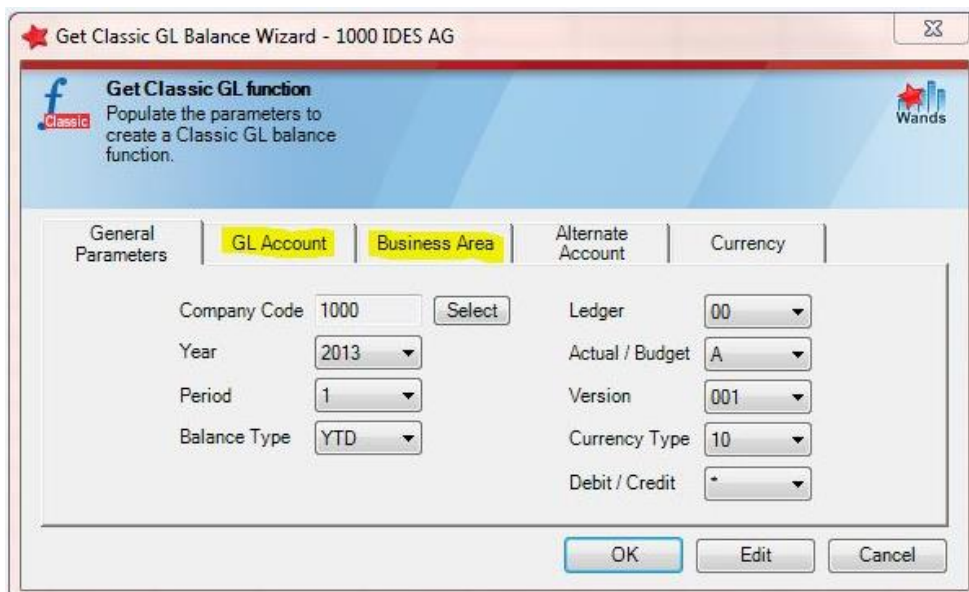 Get Classic GL Balance Wizard - 1000 IDES AG
f
Classic
Get Classic GL function
Populate the parameters to
create a Classic GL balance
function.
Wands
General
Parameters
GL Account
Business Area
Alternate
Account
Currency
Company Code 1000 Select
Ledger 00
Year 2013
Actual / Budget A
Period 1
Version 001
Balance Type YTD
Currency Type 10
Debit / Credit *
OK Edit Cancel